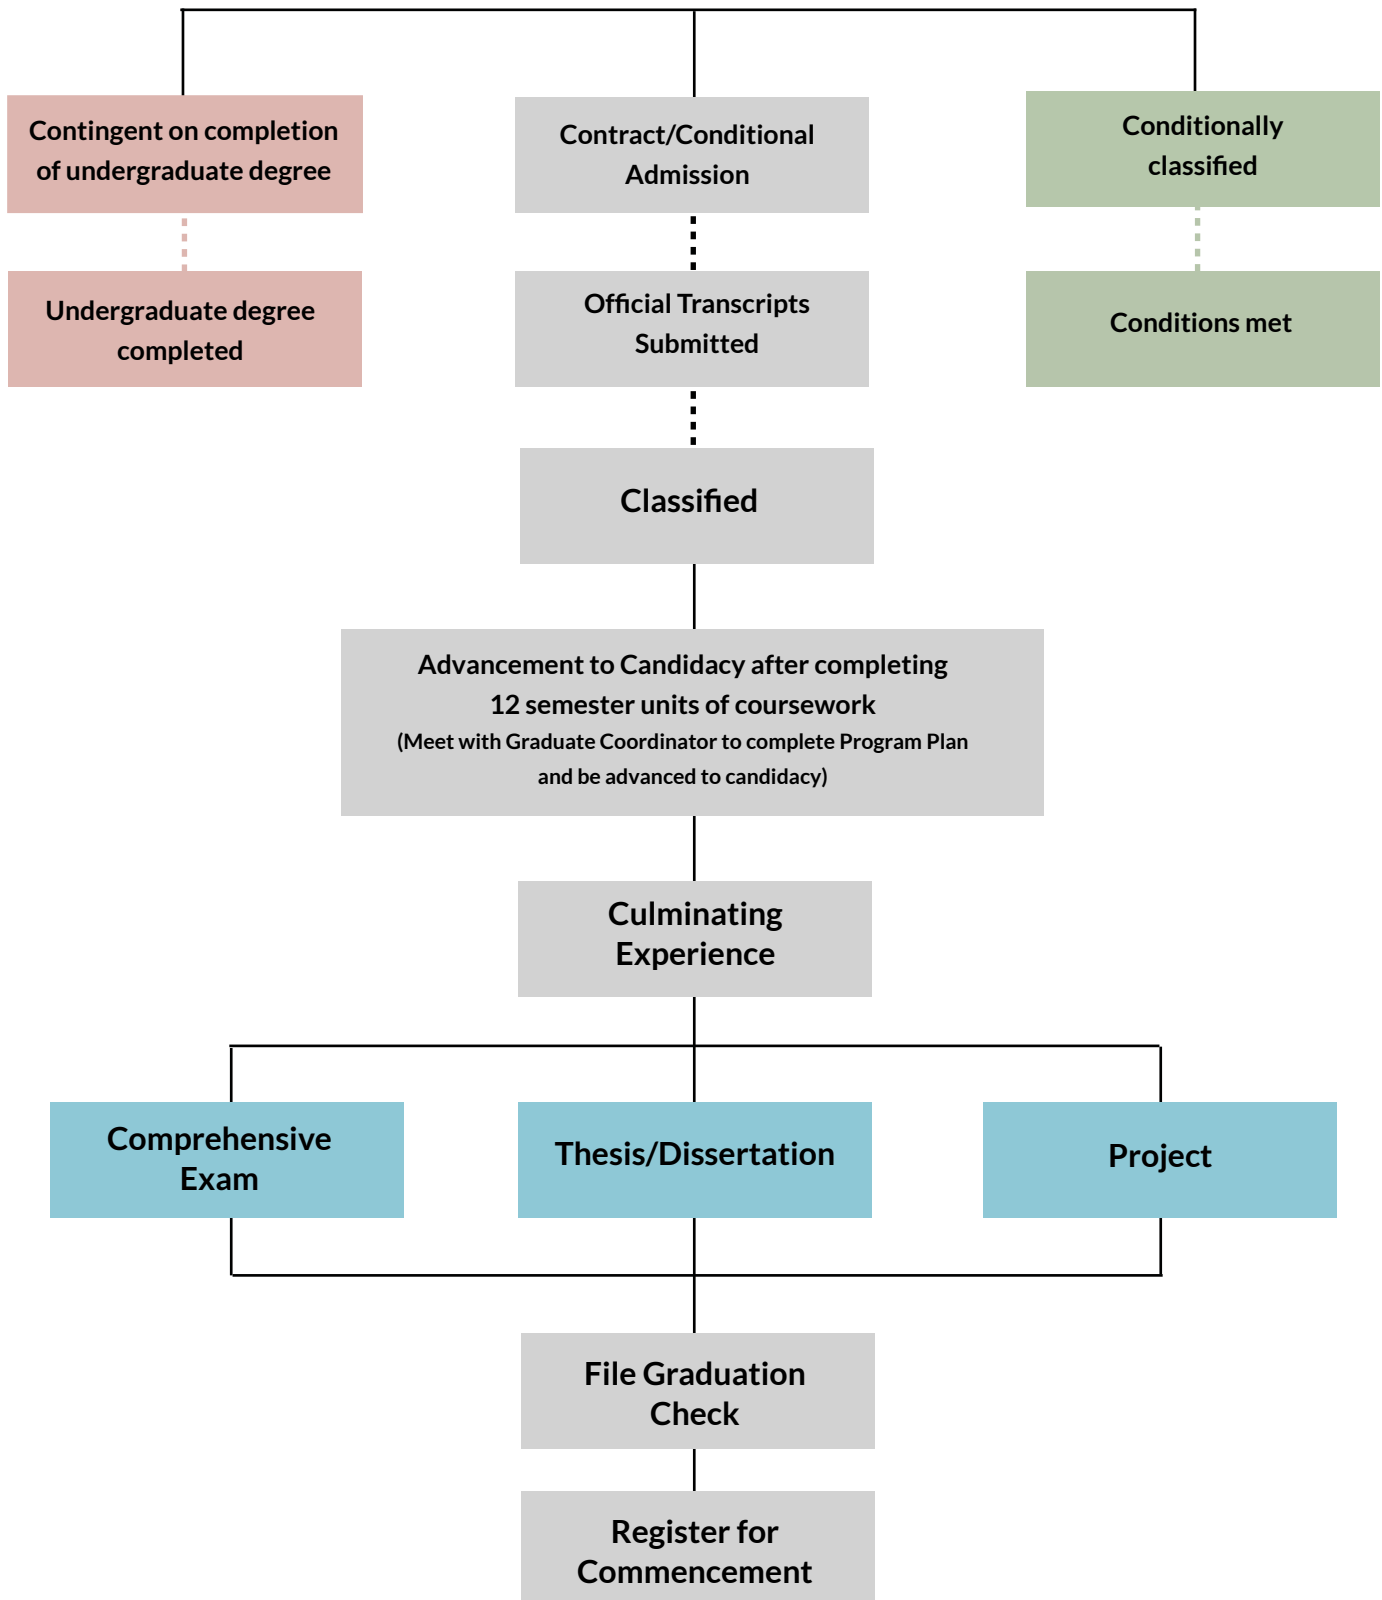 Contingent on completion
of undergraduate degree
Contract/Conditional
Admission
Conditionally
classified
Undergraduate degree
completed
Official Transcripts
Submitted
Conditions met
Classified
Advancement to Candidacy after completing
12 semester units of coursework
(Meet with Graduate Coordinator to complete Program Plan
and be advanced to candidacy)
Culminating
Experience
Comprehensive
Exam
Thesis/Dissertation
Project
File Graduation
Check
Register for
Commencement